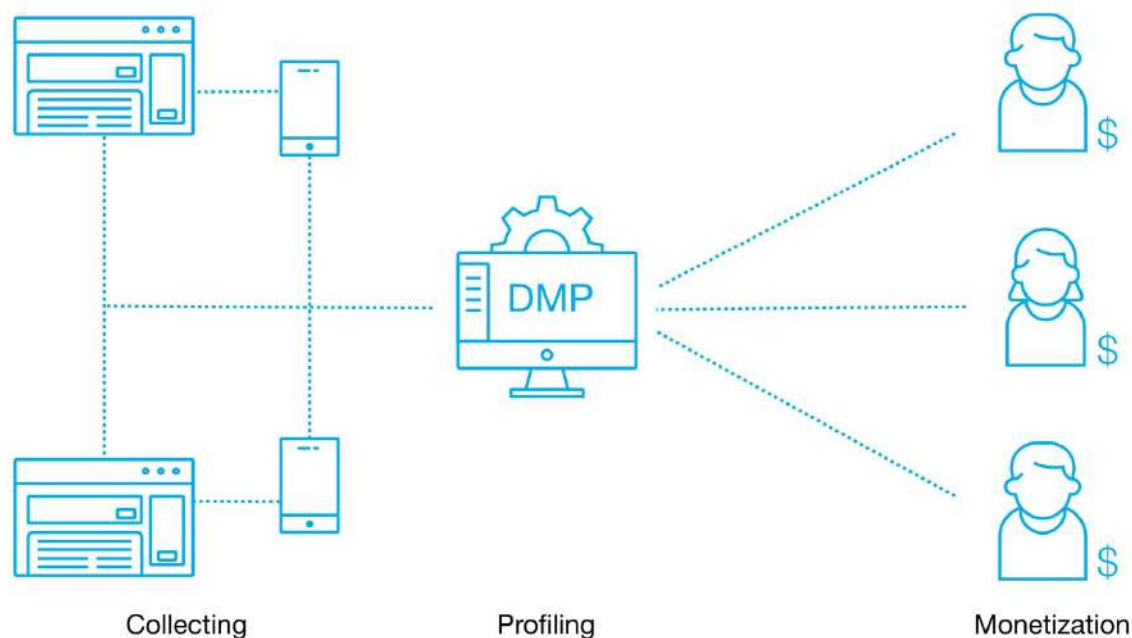 $
DMP
$
$
Collecting
Profiling
Monetization